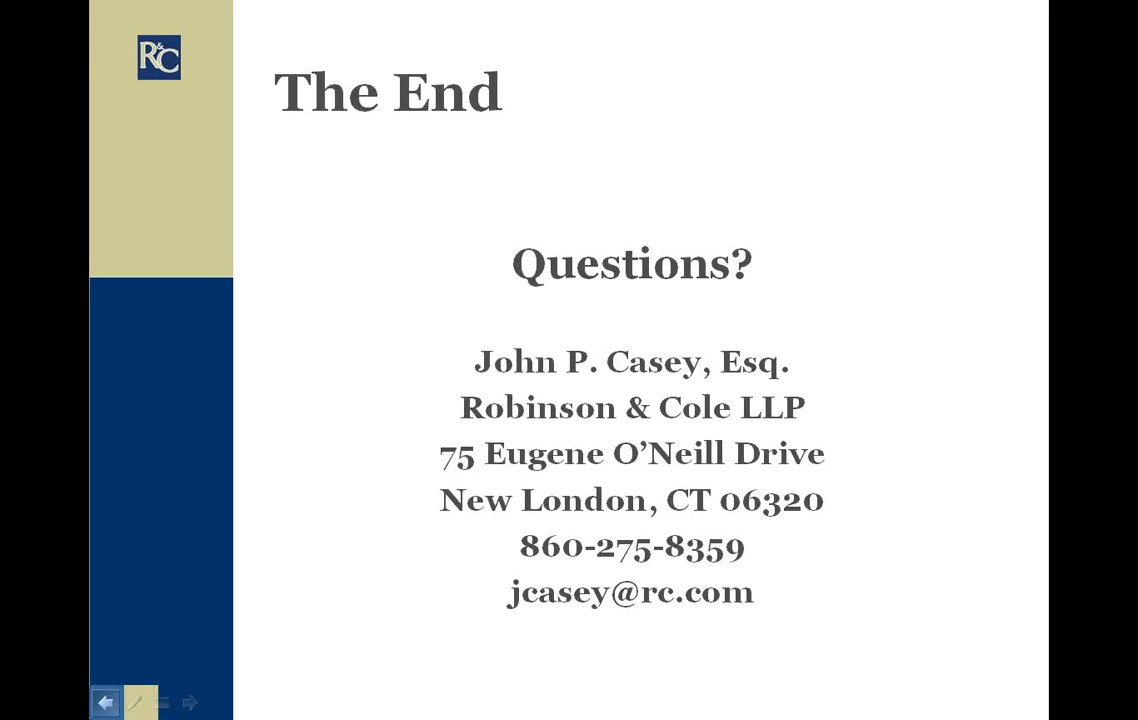 R&C
The End
Questions?
John P. Casey, Esq.
Robinson & Cole LLP
75 Eugene O’Neill Drive
New London, CT 06320
860-275-8359
jcasey@rc.com